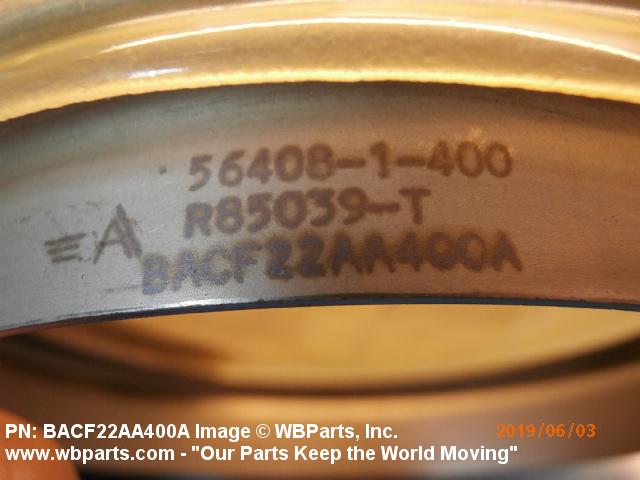 56408-1-400
R85039-T
BACF22AA400A
PN: BACF22AA400A Image © WBParts, Inc.
2019/06/03
www.wbparts.com - "Our Parts Keep the World Moving"